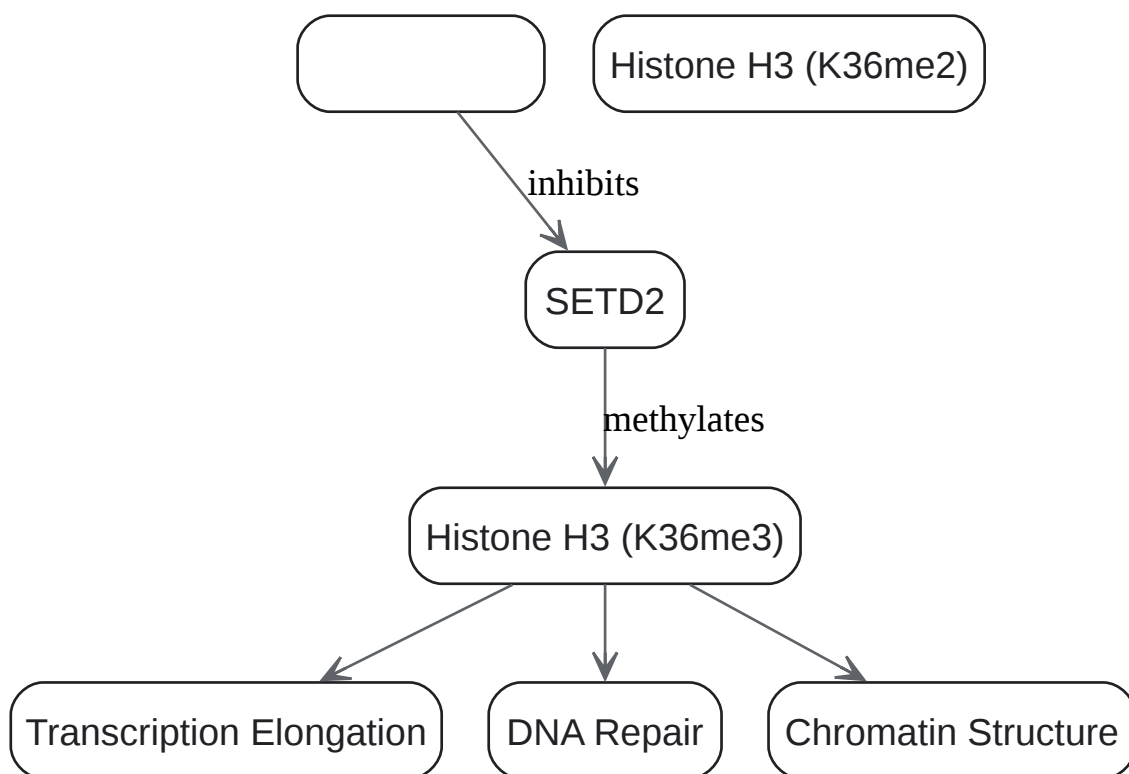 Histone H3 (K36me2)
inhibits
SETD2
methylates
Histone H3 (K36me3)
Transcription Elongation
DNA Repair
Chromatin Structure